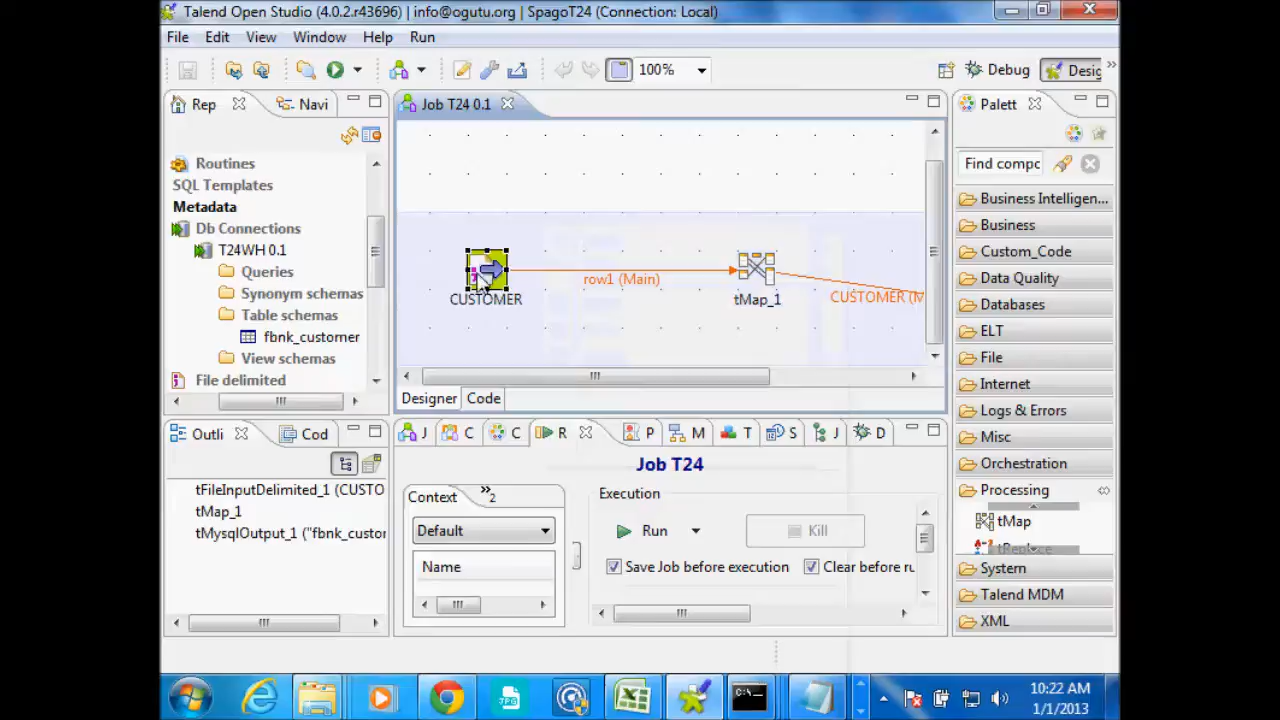 Talend Open Studio (4.0.2.r43696) | info@ogutu.org | SpagoT24 (Connection: Local)
File Edit View Window Help Run
100%
Debug
Desig
Rep
Navi
Routines
SQL Templates
Metadata
Db Connections
T24WH 0.1
Queries
Synonym schemas
Table schemas
fbnk_customer
View schemas
File delimited
Job T24 0.1
CUSTOMER
row1 (Main)
tMap_1
CUSTOMER (M
Designer
Code
Palett
Find compc
Business Intelligen...
Business
Custom_Code
Data Quality
Databases
ELT
File
Internet
Logs & Errors
Misc
Orchestration
Processing
tMap
tReplace
System
Talend MDM
XML
Outli
Cod
tFileInputDelimited_1 (CUSTO
tMap_1
tMysqlOutput_1 ("fbnk_custor
J C C R P M T S J D
Job T24
Context
2
Default
Name
Execution
Run
Kill
Save Job before execution
Clear before ru
JPG
C:\
10:22 AM
1/1/2013